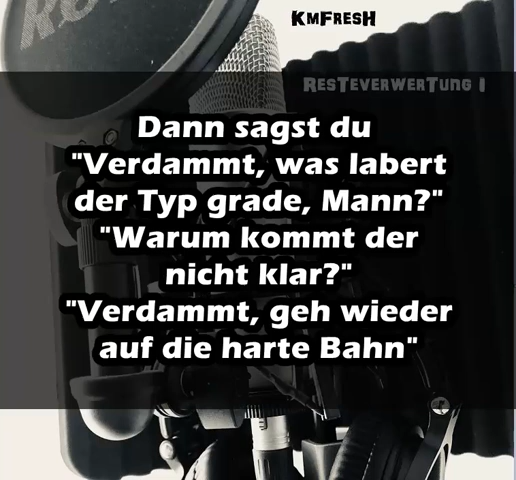 KmFresH
ResTeverwerTung I
Dann sagst du
"Verdammt, was labert
der Typ grade, Mann?"
"Warum kommt der
nicht klar?"
"Verdammt, geh wieder
auf die harte Bahn"